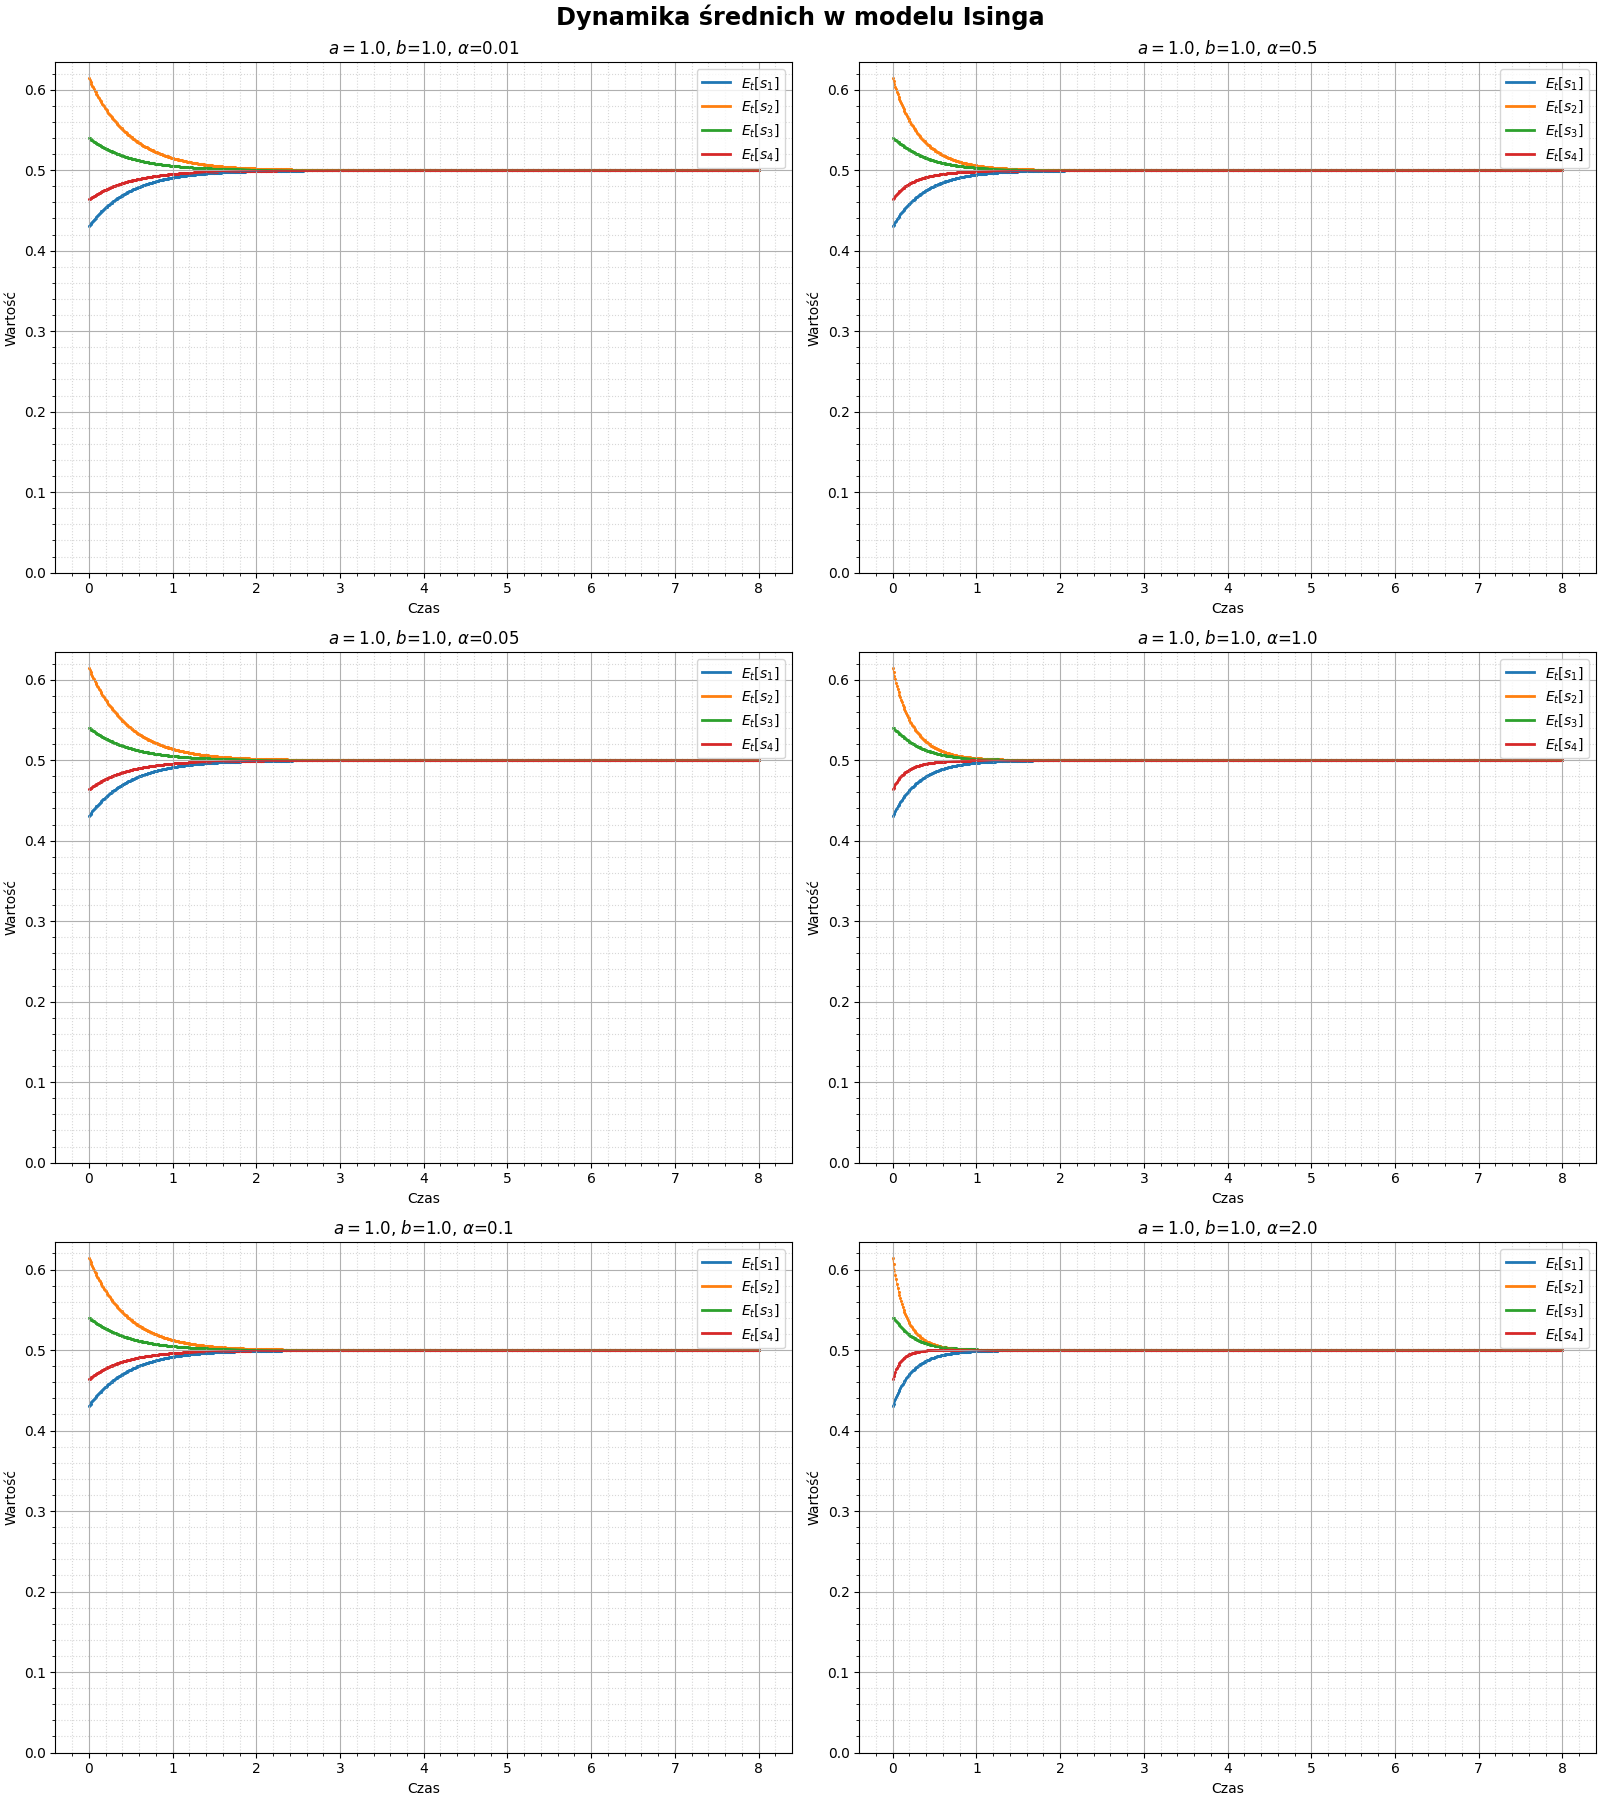 Dynamika średnich w modelu Isinga
a = 1.0, b=1.0, α=0.01
E_t[s_1]
E_t[s_2]
E_t[s_3]
E_t[s_4]
Wartość
0.6
0.5
0.4
0.3
0.2
0.1
0.0
0 1 2 3 4 5 6 7 8
Czas
a = 1.0, b=1.0, α=0.5
E_t[s_1]
E_t[s_2]
E_t[s_3]
E_t[s_4]
Wartość
0.6
0.5
0.4
0.3
0.2
0.1
0.0
0 1 2 3 4 5 6 7 8
Czas
a = 1.0, b=1.0, α=0.05
E_t[s_1]
E_t[s_2]
E_t[s_3]
E_t[s_4]
Wartość
0.6
0.5
0.4
0.3
0.2
0.1
0.0
0 1 2 3 4 5 6 7 8
Czas
a = 1.0, b=1.0, α=1.0
E_t[s_1]
E_t[s_2]
E_t[s_3]
E_t[s_4]
Wartość
0.6
0.5
0.4
0.3
0.2
0.1
0.0
0 1 2 3 4 5 6 7 8
Czas
a = 1.0, b=1.0, α=0.1
E_t[s_1]
E_t[s_2]
E_t[s_3]
E_t[s_4]
Wartość
0.6
0.5
0.4
0.3
0.2
0.1
0.0
0 1 2 3 4 5 6 7 8
Czas
a = 1.0, b=1.0, α=2.0
E_t[s_1]
E_t[s_2]
E_t[s_3]
E_t[s_4]
Wartość
0.6
0.5
0.4
0.3
0.2
0.1
0.0
0 1 2 3 4 5 6 7 8
Czas